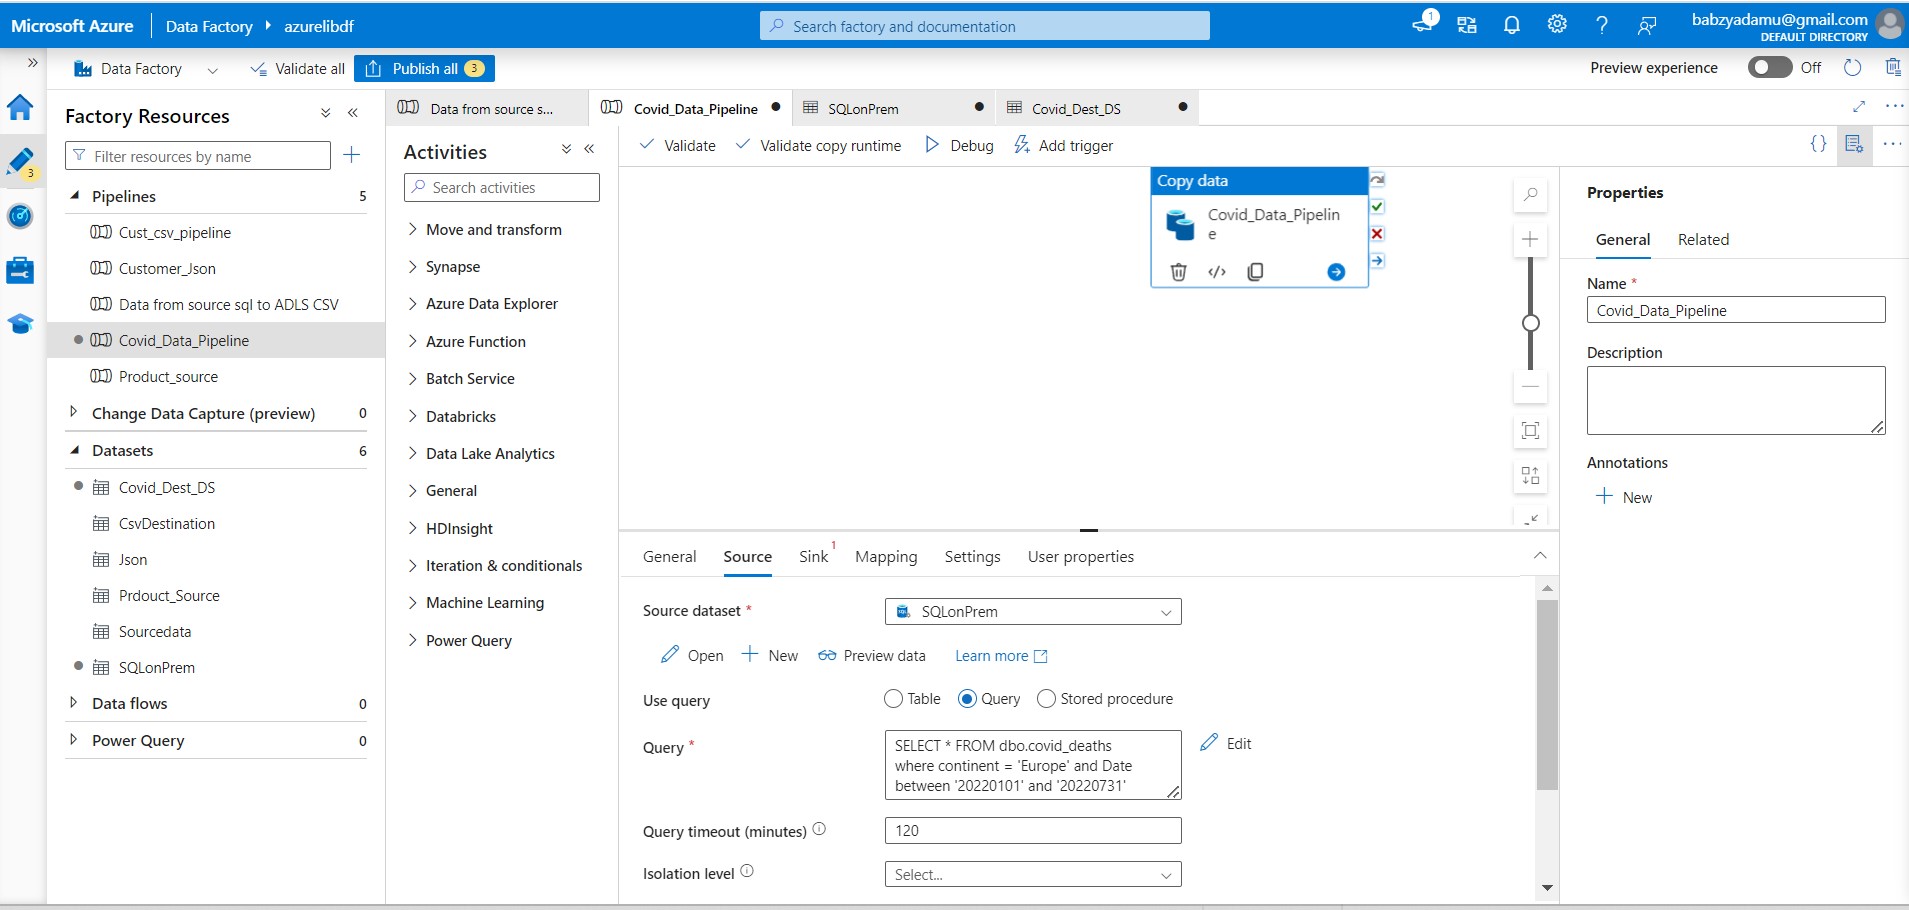 Microsoft Azure
Data Factory
azurelibdf
Search factory and documentation
1
babzyadamu@gmail.com
DEFAULT DIRECTORY
Data Factory
Validate all
Publish all 3
Preview experience
Off
3
Factory Resources
Filter resources by name
Pipelines 5
Cust_csv_pipeline
Customer_Json
Data from source sql to ADLS CSV
Covid_Data_Pipeline
Product_source
Change Data Capture (preview) 0
Datasets 6
Covid_Dest_DS
CsvDestination
Json
Prdouct_Source
Sourcedata
SQLonPrem
Data flows 0
Power Query 0
Data from source s...
Covid_Data_Pipeline
SQLonPrem
Covid_Dest_DS
Activities
Search activities
Move and transform
Synapse
Azure Data Explorer
Azure Function
Batch Service
Databricks
Data Lake Analytics
General
HDInsight
Iteration & conditionals
Machine Learning
Power Query
Validate
Validate copy runtime
Debug
Add trigger
{}
Copy data
Covid_Data_Pipelin
e
</>
General
Source
Sink 1
Mapping
Settings
User properties
Source dataset *
SQLonPrem
Open
New
Preview data
Learn more
Use query
Table
Query
Stored procedure
Query *
SELECT * FROM dbo.covid_deaths
where continent = 'Europe' and Date
between '20220101' and '20220731'
Edit
Query timeout (minutes)
120
Isolation level
Select...
Properties
General
Related
Name *
Covid_Data_Pipeline
Description
Annotations
New